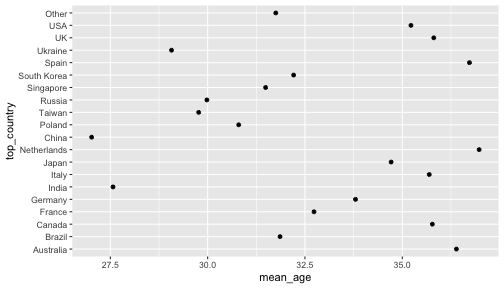 Other
USA
UK
Ukraine
Spain
South Korea
Singapore
Russia
Taiwan
Poland
China
Netherlands
Japan
Italy
India
Germany
France
Canada
Brazil
Australia
top_country
27.5 30.0 32.5 35.0
mean_age